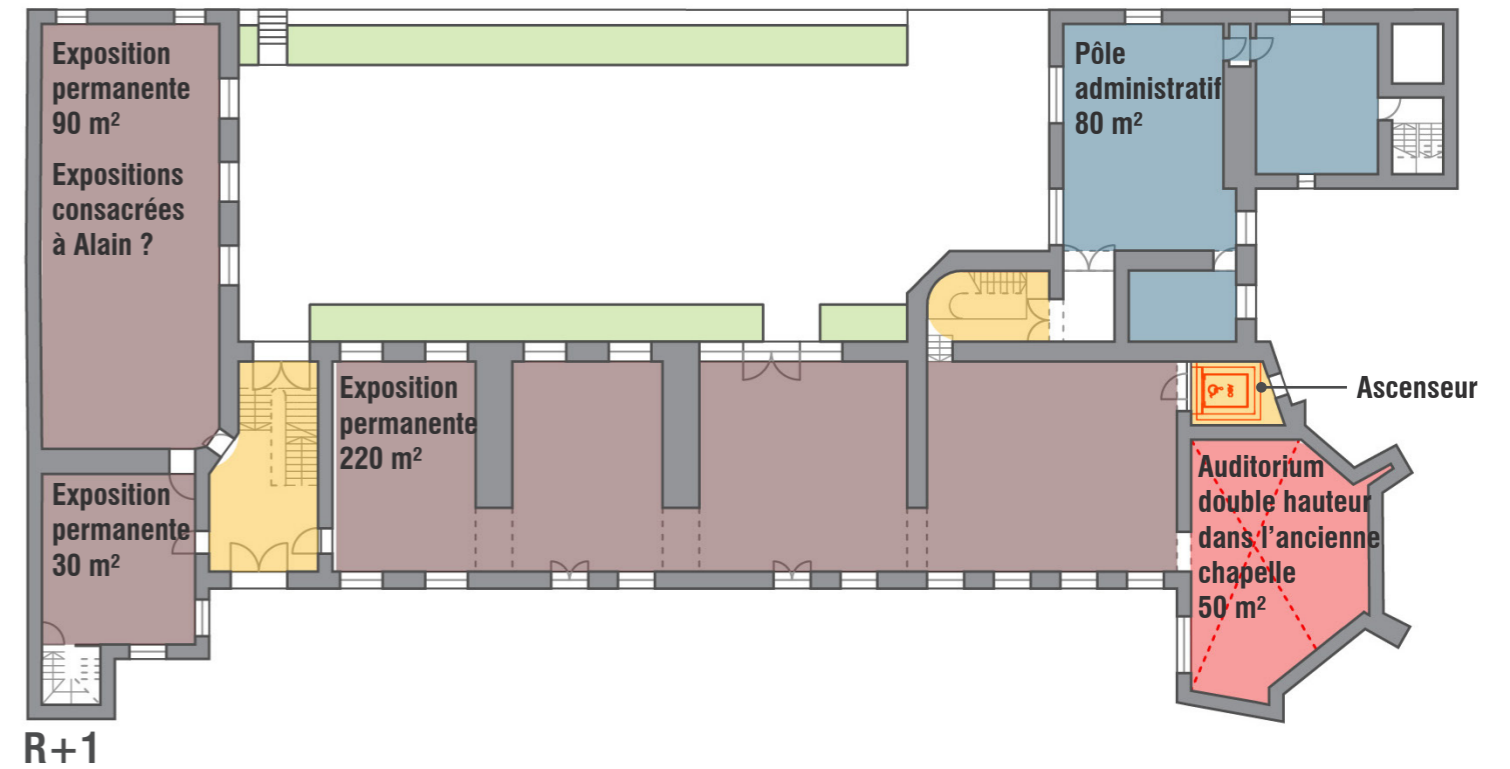 Exposition
permanente
90 m²
Expositions
consacrées
à Alain ?
Pôle
administratif
80 m²
Exposition
permanente
220 m²
Ascenseur
Exposition
permanente
30 m²
Auditorium
double hauteur
dans l'ancienne
chapelle
50 m²
R+1